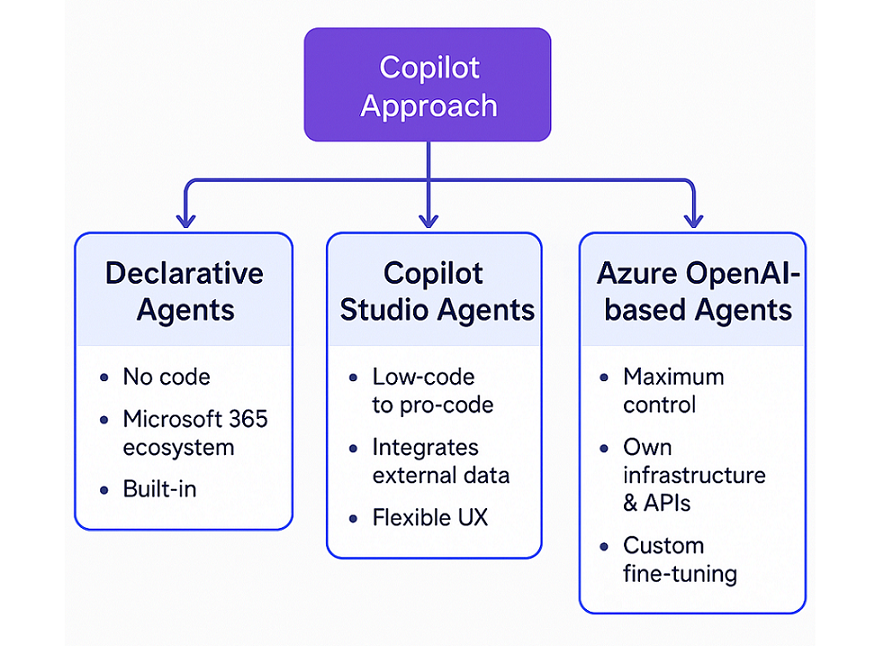 Copilot
Approach
Declarative
Agents
• No code
• Microsoft 365
ecosystem
• Built-in
Copilot
Studio Agents
• Low-code
to pro-code
• Integrates
external data
• Flexible UX
Azure OpenAI-
based Agents
• Maximum
control
• Own
infrastructure
& APIs
• Custom
fine-tuning